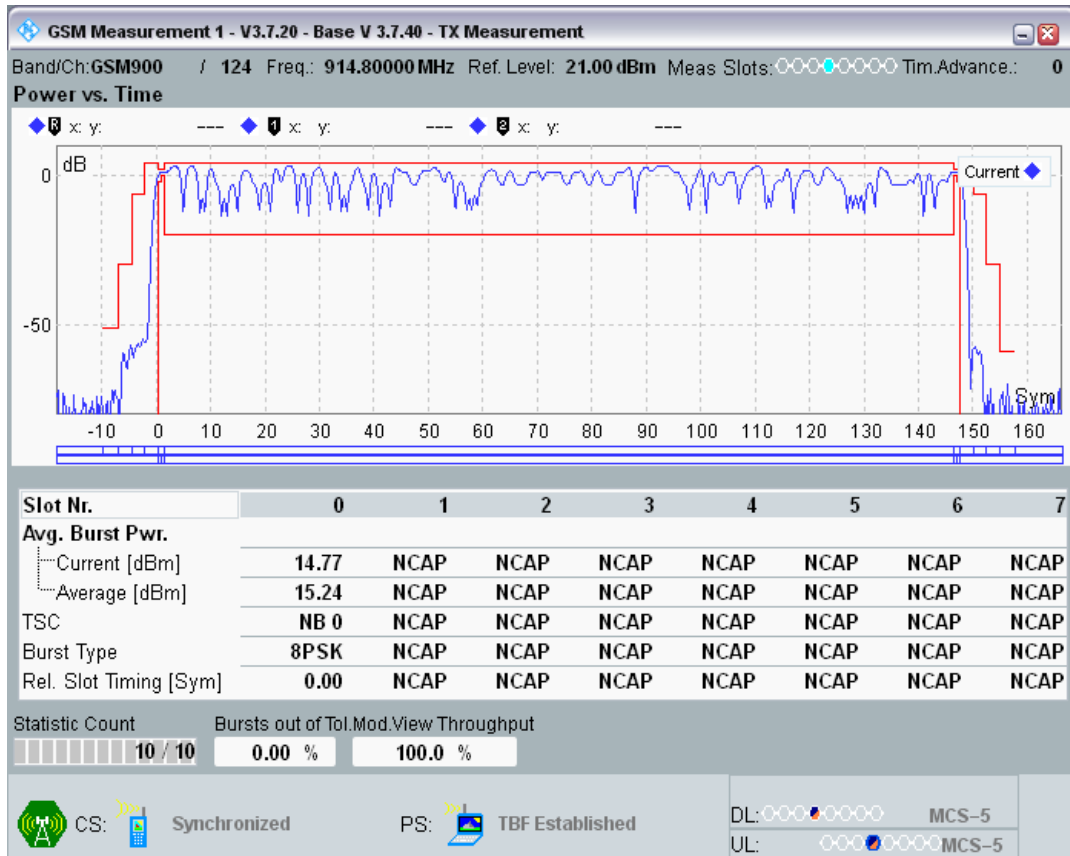 GSM Measurement 1 - V3.7.20 - Base V 3.7.40 - TX Measurement
Band/Ch:GSM900 / 124 Freq.: 914.80000 MHz Ref. Level: 21.00 dBm Meas Slots: Tim.Advance.: 0
Power vs. Time
R x: y: --- 1 x: y: --- 2 x: y: ---
dB
Current
0
-50
Sym
-10 0 10 20 30 40 50 60 70 80 90 100 110 120 130 140 150 160
Slot Nr. 0 1 2 3 4 5 6 7
Avg. Burst Pwr.
Current [dBm] 14.77 NCAP NCAP NCAP NCAP NCAP NCAP NCAP
Average [dBm] 15.24 NCAP NCAP NCAP NCAP NCAP NCAP NCAP
TSC NB 0 NCAP NCAP NCAP NCAP NCAP NCAP NCAP
Burst Type 8PSK NCAP NCAP NCAP NCAP NCAP NCAP NCAP
Rel. Slot Timing [Sym] 0.00 NCAP NCAP NCAP NCAP NCAP NCAP NCAP
Statistic Count Bursts out of Tol.Mod.View Throughput
10 / 10 0.00 % 100.0 %
CS: Synchronized PS: TBF Established
DL: MCS-5
UL: MCS-5